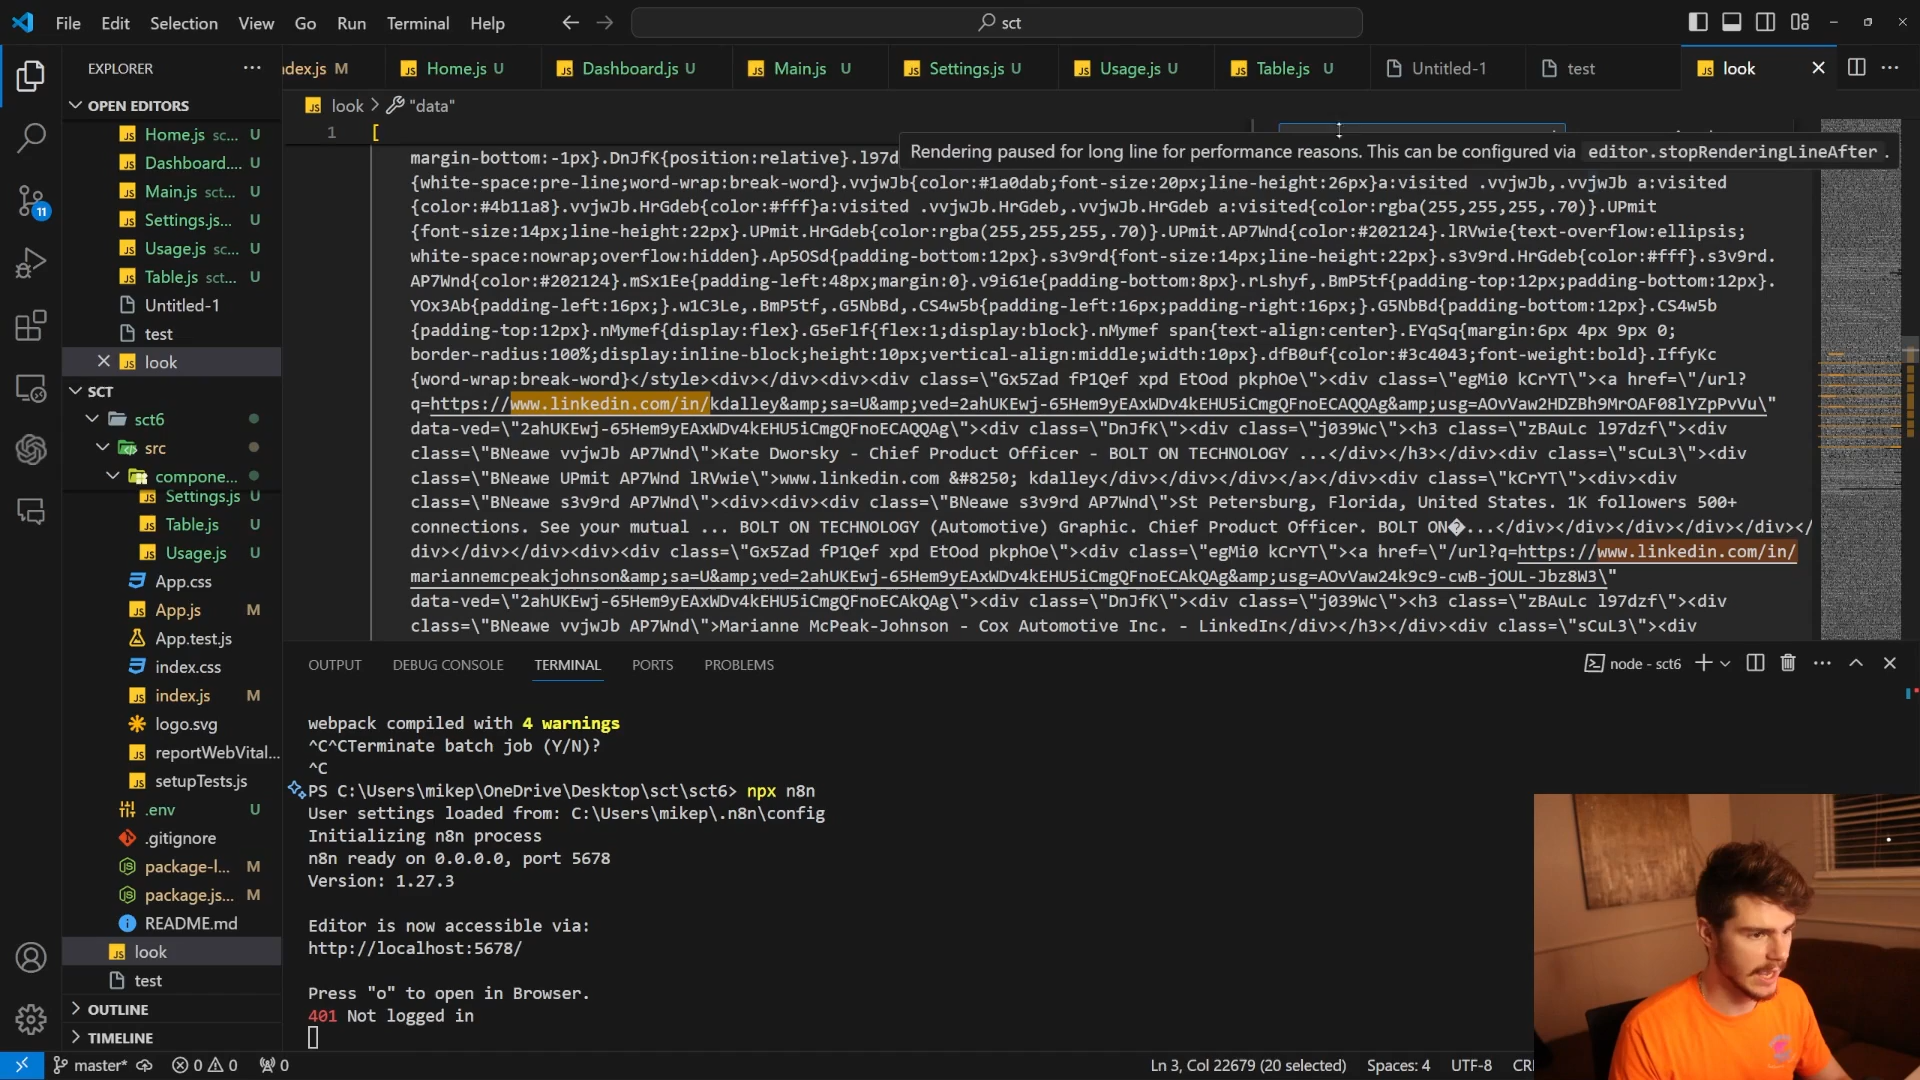 File Edit Selection View Go Run Terminal Help
sct
EXPLORER
OPEN EDITORS
Home.js sc... U
Dashboard.... U
Main.js sct... U
Settings.js... U
Usage.js sct... U
Table.js sct... U
Untitled-1
test
look
SCT
sct6
src
compone...
Settings.js U
Table.js U
Usage.js U
App.css
App.js M
App.test.js
index.css
index.js M
logo.svg
reportWebVital...
setupTests.js
.env U
.gitignore
package-l... M
package.js... M
README.md
look
test
OUTLINE
TIMELINE
11
ndex.js M Home.js U Dashboard.js U Main.js U Settings.js U Usage.js U Table.js U Untitled-1 test look
look > "data"
1 [
Rendering paused for long line for performance reasons. This can be configured via editor.stopRenderingLineAfter.
margin-bottom:-1px}.DnJfK{position:relative}.l97d
{white-space:pre-line;word-wrap:break-word}.vvjwJb{color:#1a0dab;font-size:20px;line-height:26px}a:visited .vvjwJb,.vvjwJb a:visited
{color:#4b11a8}.vvjwJb.HrGdeb{color:#fff}a:visited .vvjwJb.HrGdeb,.vvjwJb.HrGdeb a:visited{color:rgba(255,255,255,.70)}.UPmit
{font-size:14px;line-height:22px}.UPmit.HrGdeb{color:rgba(255,255,255,.70)}.UPmit.AP7Wnd{color:#202124}.lRVwie{text-overflow:ellipsis;
white-space:nowrap;overflow:hidden}.Ap5OSd{padding-bottom:12px}.s3v9rd{font-size:14px;line-height:22px}.s3v9rd.HrGdeb{color:#fff}.s3v9rd.
AP7Wnd{color:#202124}.mSx1Ee{padding-left:48px;margin:0}.v9i61e{padding-bottom:8px}.rLshyf,.BmP5tf{padding-top:12px;padding-bottom:12px}.
YOx3Ab{padding-left:16px;}.w1C3Le,.BmP5tf,.G5NbBd,.CS4w5b{padding-left:16px;padding-right:16px;}.G5NbBd{padding-bottom:12px}.CS4w5b
{padding-top:12px}.nMymef{display:flex}.G5eFlf{flex:1;display:block}.nMymef span{text-align:center}.EYqSq{margin:6px 4px 9px 0;
border-radius:100%;display:inline-block;height:10px;vertical-align:middle;width:10px}.dfB0uf{color:#3c4043;font-weight:bold}.IffyKc
{word-wrap:break-word}</style><div></div><div><div class=\"Gx5Zad fP1Qef xpd EtOod pkphOe\"><div class=\"egMi0 kCrYT\"><a href=\"/url?
q=https://www.linkedin.com/in/kdalley&amp;sa=U&amp;ved=2ahUKEwj-65Hem9yEAxWDv4kEHU5iCmgQFnoECAQQAg&amp;usg=AOvVaw2HDZBh9MrOAF08lYZpPvVu\"
data-ved=\"2ahUKEwj-65Hem9yEAxWDv4kEHU5iCmgQFnoECAQQAg\"><div class=\"DnJfK\"><div class=\"j039Wc\"><h3 class=\"zBAuLc l97dzf\"><div
class=\"BNeawe vvjwJb AP7Wnd\">Kate Dworsky - Chief Product Officer - BOLT ON TECHNOLOGY ...</div></h3></div><div class=\"sCuL3\"><div
class=\"BNeawe UPmit AP7Wnd lRVwie\">www.linkedin.com &#8250; kdalley</div></div></div></a></div><div class=\"kCrYT\"><div><div
class=\"BNeawe s3v9rd AP7Wnd\"><div><div class=\"BNeawe s3v9rd AP7Wnd\">St Petersburg, Florida, United States. 1K followers 500+
connections. See your mutual ... BOLT ON TECHNOLOGY (Automotive) Graphic. Chief Product Officer. BOLT ON�...</div></div></div></div></div></
div></div></div><div><div class=\"Gx5Zad fP1Qef xpd EtOod pkphOe\"><div class=\"egMi0 kCrYT\"><a href=\"/url?q=https://www.linkedin.com/in/
mariannemcpeakjohnson&amp;sa=U&amp;ved=2ahUKEwj-65Hem9yEAxWDv4kEHU5iCmgQFnoECAkQAg&amp;usg=AOvVaw24k9c9-cwB-jOUL-Jbz8W3\"
data-ved=\"2ahUKEwj-65Hem9yEAxWDv4kEHU5iCmgQFnoECAkQAg\"><div class=\"DnJfK\"><div class=\"j039Wc\"><h3 class=\"zBAuLc l97dzf\"><div
class=\"BNeawe vvjwJb AP7Wnd\">Marianne McPeak-Johnson - Cox Automotive Inc. - LinkedIn</div></h3></div><div class=\"sCuL3\"><div
OUTPUT DEBUG CONSOLE TERMINAL PORTS PROBLEMS
node - sct6
webpack compiled with 4 warnings
^C^CTerminate batch job (Y/N)?
^C
PS C:\Users\mikep\OneDrive\Desktop\sct\sct6> npx n8n
User settings loaded from: C:\Users\mikep\.n8n\config
Initializing n8n process
n8n ready on 0.0.0.0, port 5678
Version: 1.27.3
Editor is now accessible via:
http://localhost:5678/
Press "o" to open in Browser.
401 Not logged in
master* 0 0 0
Ln 3, Col 22679 (20 selected) Spaces: 4 UTF-8 CR